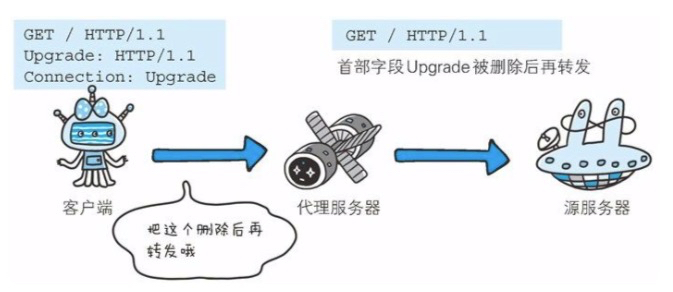 GET / HTTP/1.1
Upgrade: HTTP/1.1
Connection: Upgrade
GET / HTTP/1.1
首部字段Upgrade被删除后再转发
客户端
代理服务器
源服务器
把这个删除后再
转发哦